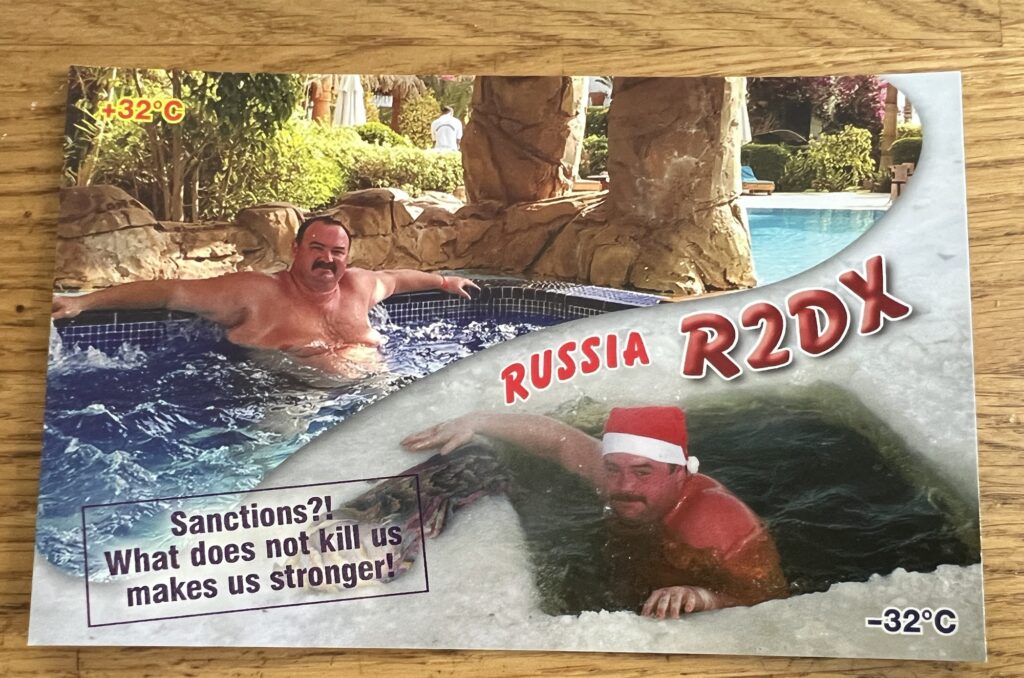 +32°C
RUSSIA R2DX
Sanctions?!
What does not kill us
makes us stronger!
-32°C